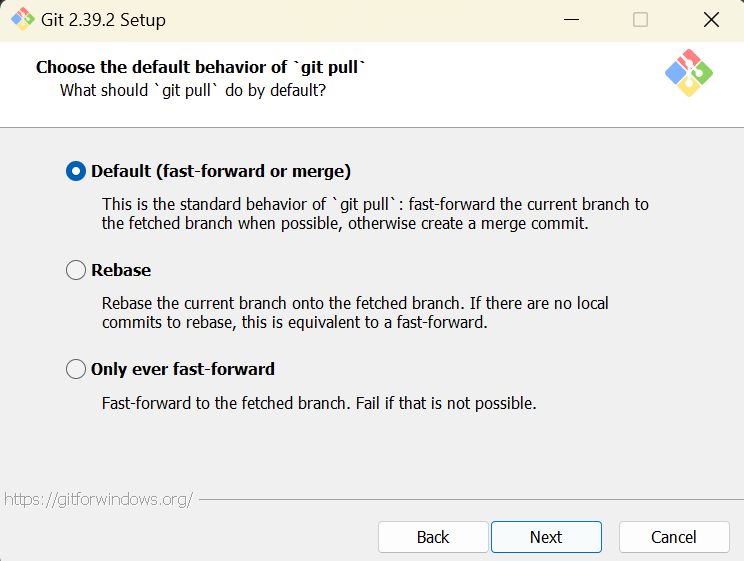 Git 2.39.2 Setup
Choose the default behavior of `git pull`
What should `git pull` do by default?
Default (fast-forward or merge)
This is the standard behavior of `git pull`: fast-forward the current branch to
the fetched branch when possible, otherwise create a merge commit.
Rebase
Rebase the current branch onto the fetched branch. If there are no local
commits to rebase, this is equivalent to a fast-forward.
Only ever fast-forward
Fast-forward to the fetched branch. Fail if that is not possible.
https://gitforwindows.org/
Back Next Cancel